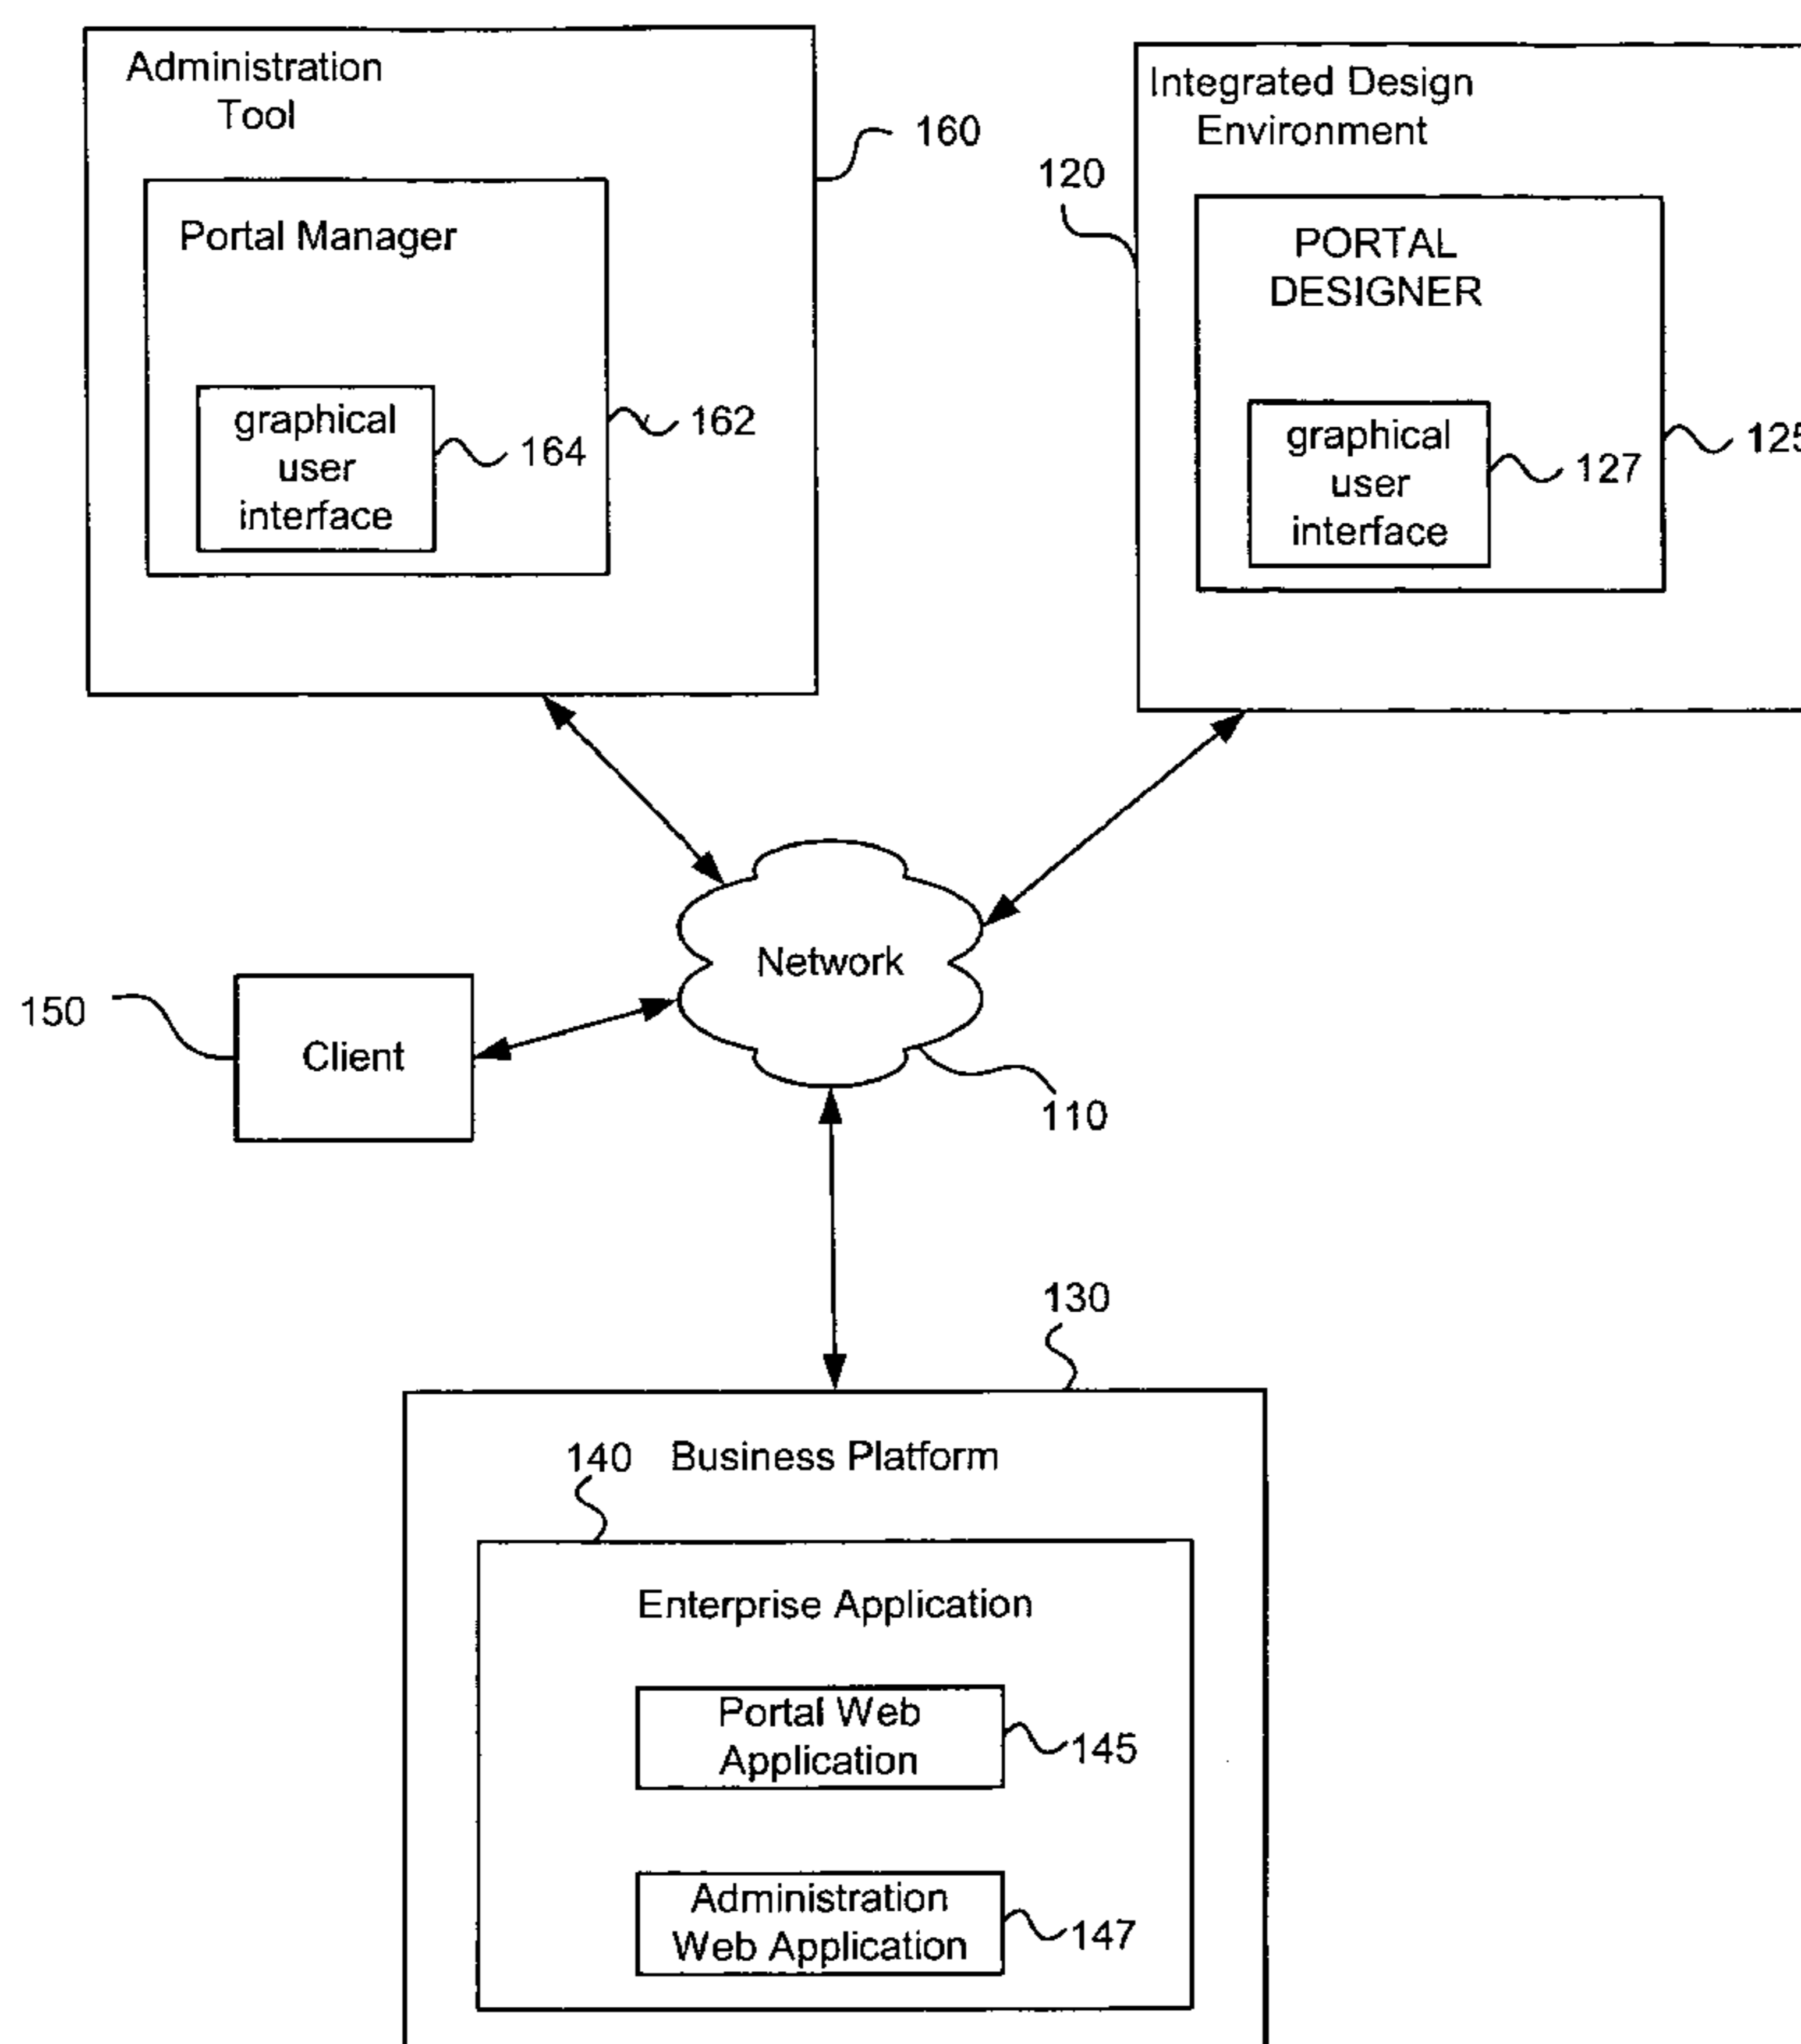 Administration
Tool
160
Portal Manager
graphical
user
interface
164
162
Integrated Design
Environment
120
PORTAL
DESIGNER
graphical
user
interface
127
125
Network
110
150
Client
130
140
Business Platform
Enterprise Application
Portal Web
Application
145
Administration
Web Application
147